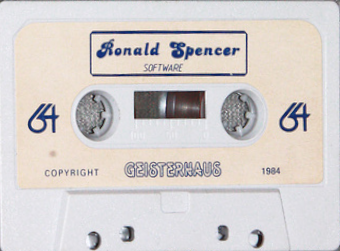 Ronald Spencer
SOFTWARE
64 64
COPYRIGHT GEISTERHAUS 1984